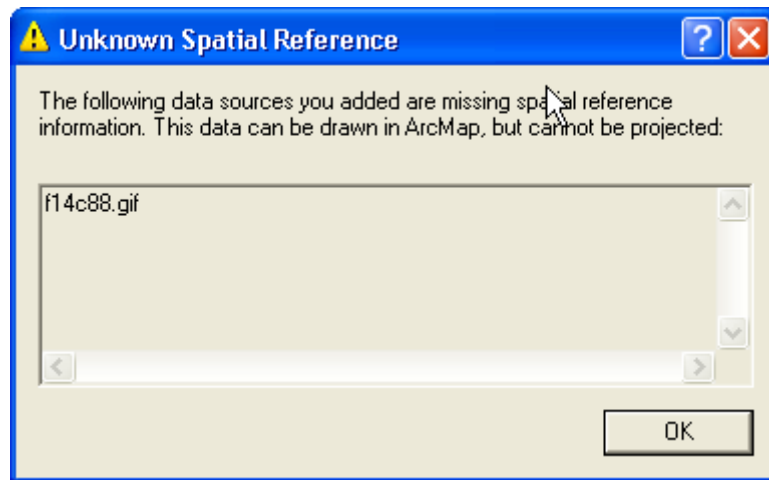 Unknown Spatial Reference
The following data sources you added are missing spatial reference
information. This data can be drawn in ArcMap, but cannot be projected:
f14c88.gif
OK